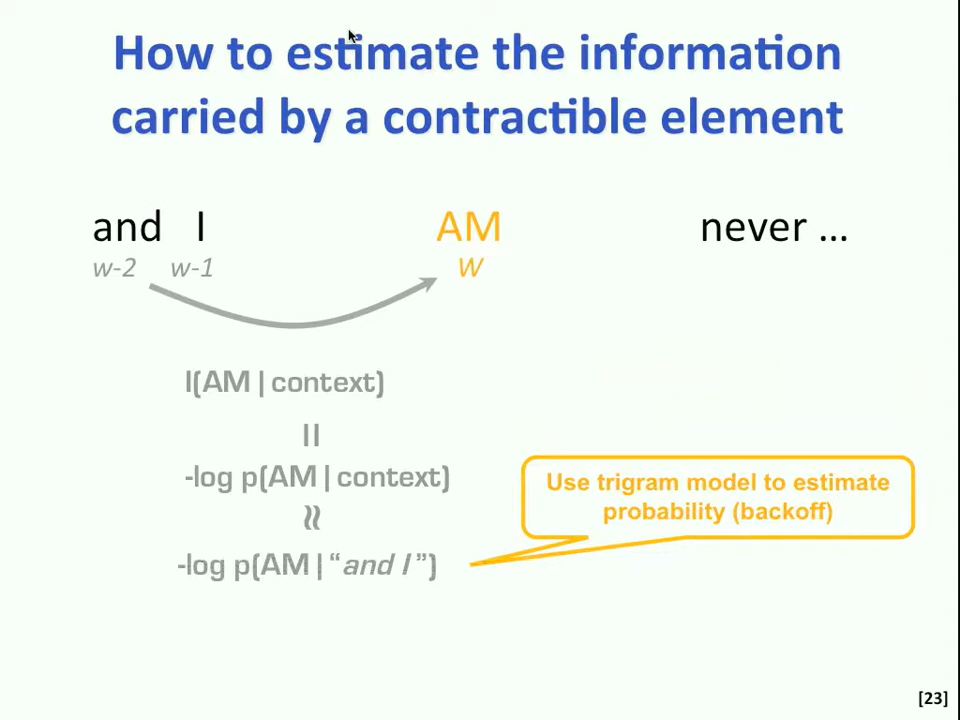 How to estimate the information
carried by a contractible element
and I AM never ...
w-2 w-1 W
I(AM|context)
=
-log p(AM|context)
≈
-log p(AM|“and I”)
Use trigram model to estimate
probability (backoff)
[23]